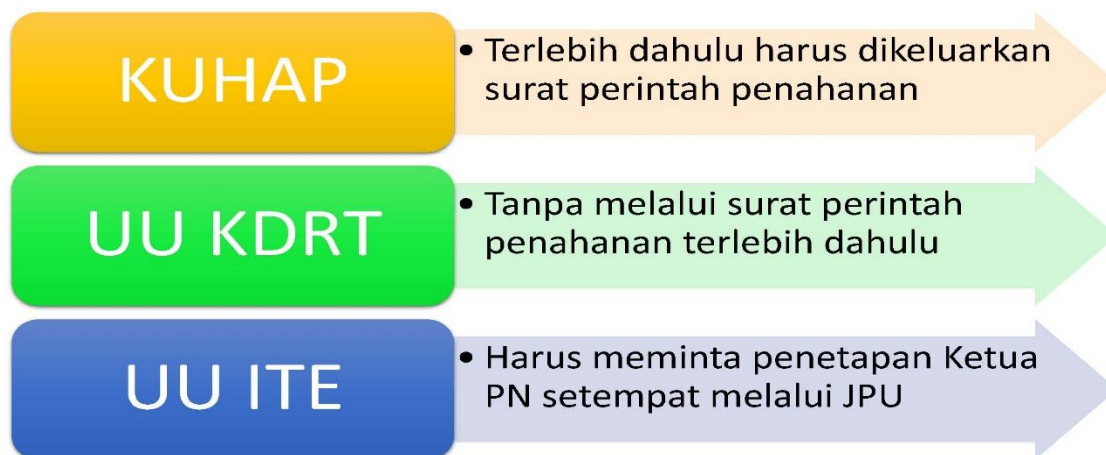 KUHAP
• Terlebih dahulu harus dikeluarkan
surat perintah penahanan
UU KDRT
• Tanpa melalui surat perintah
penahanan terlebih dahulu
UU ITE
• Harus meminta penetapan Ketua
PN setempat melalui JPU